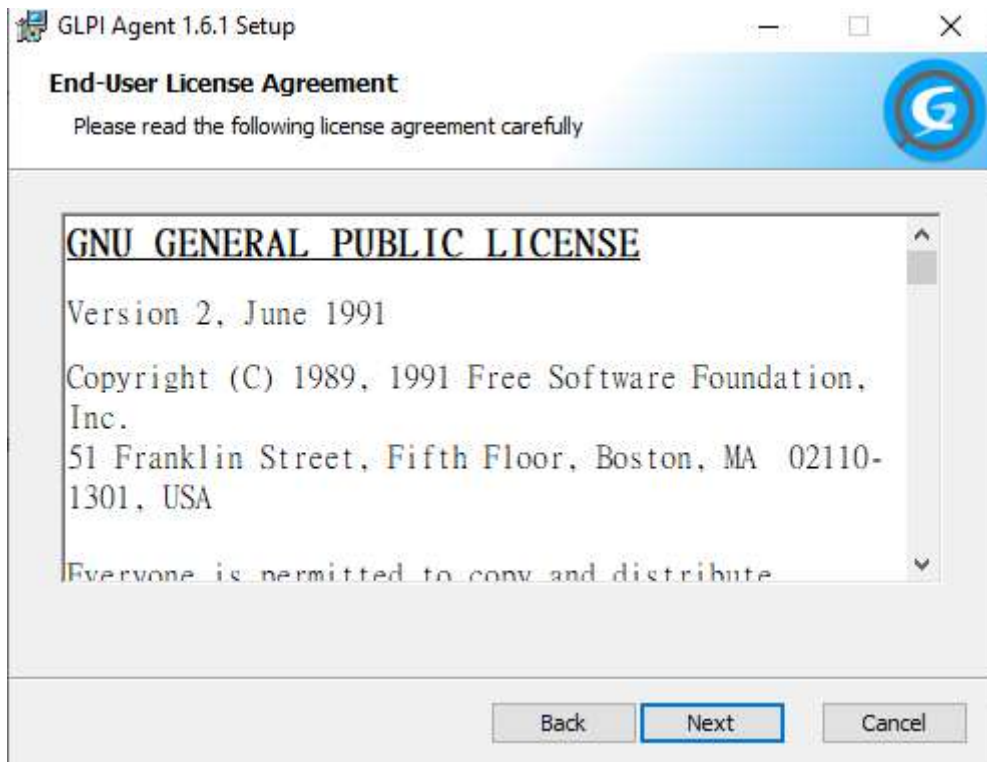 GLPI Agent 1.6.1 Setup
End-User License Agreement
Please read the following license agreement carefully
GNU GENERAL PUBLIC LICENSE
Version 2, June 1991
Copyright (C) 1989, 1991 Free Software Foundation,
Inc.
51 Franklin Street, Fifth Floor, Boston, MA 02110-
1301, USA
Everyone is permitted to copy and distribute
Back Next Cancel